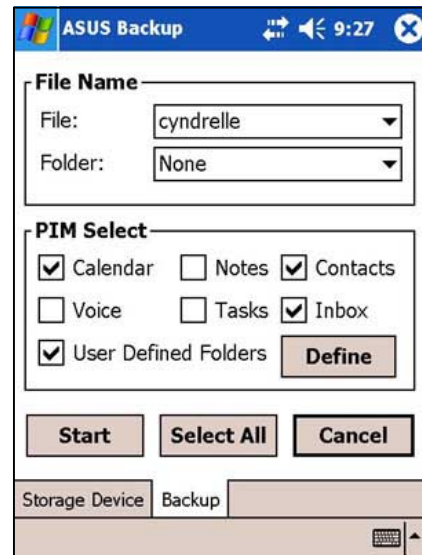 ASUS Backup 9:27
File Name
File: cyndrelle
Folder: None
PIM Select
Calendar Notes Contacts
Voice Tasks Inbox
User Defined Folders Define
Start Select All Cancel
Storage Device Backup